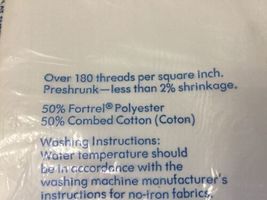 Over 180 threads per square inch.
Preshrunk—less than 2% shrinkage.
50% Fortrel® Polyester
50% Combed Cotton (Coton)
Washing Instructions:
Water temperature should
be in accordance with the
washing machine manufacturer's
instructions for no-iron fabrics,